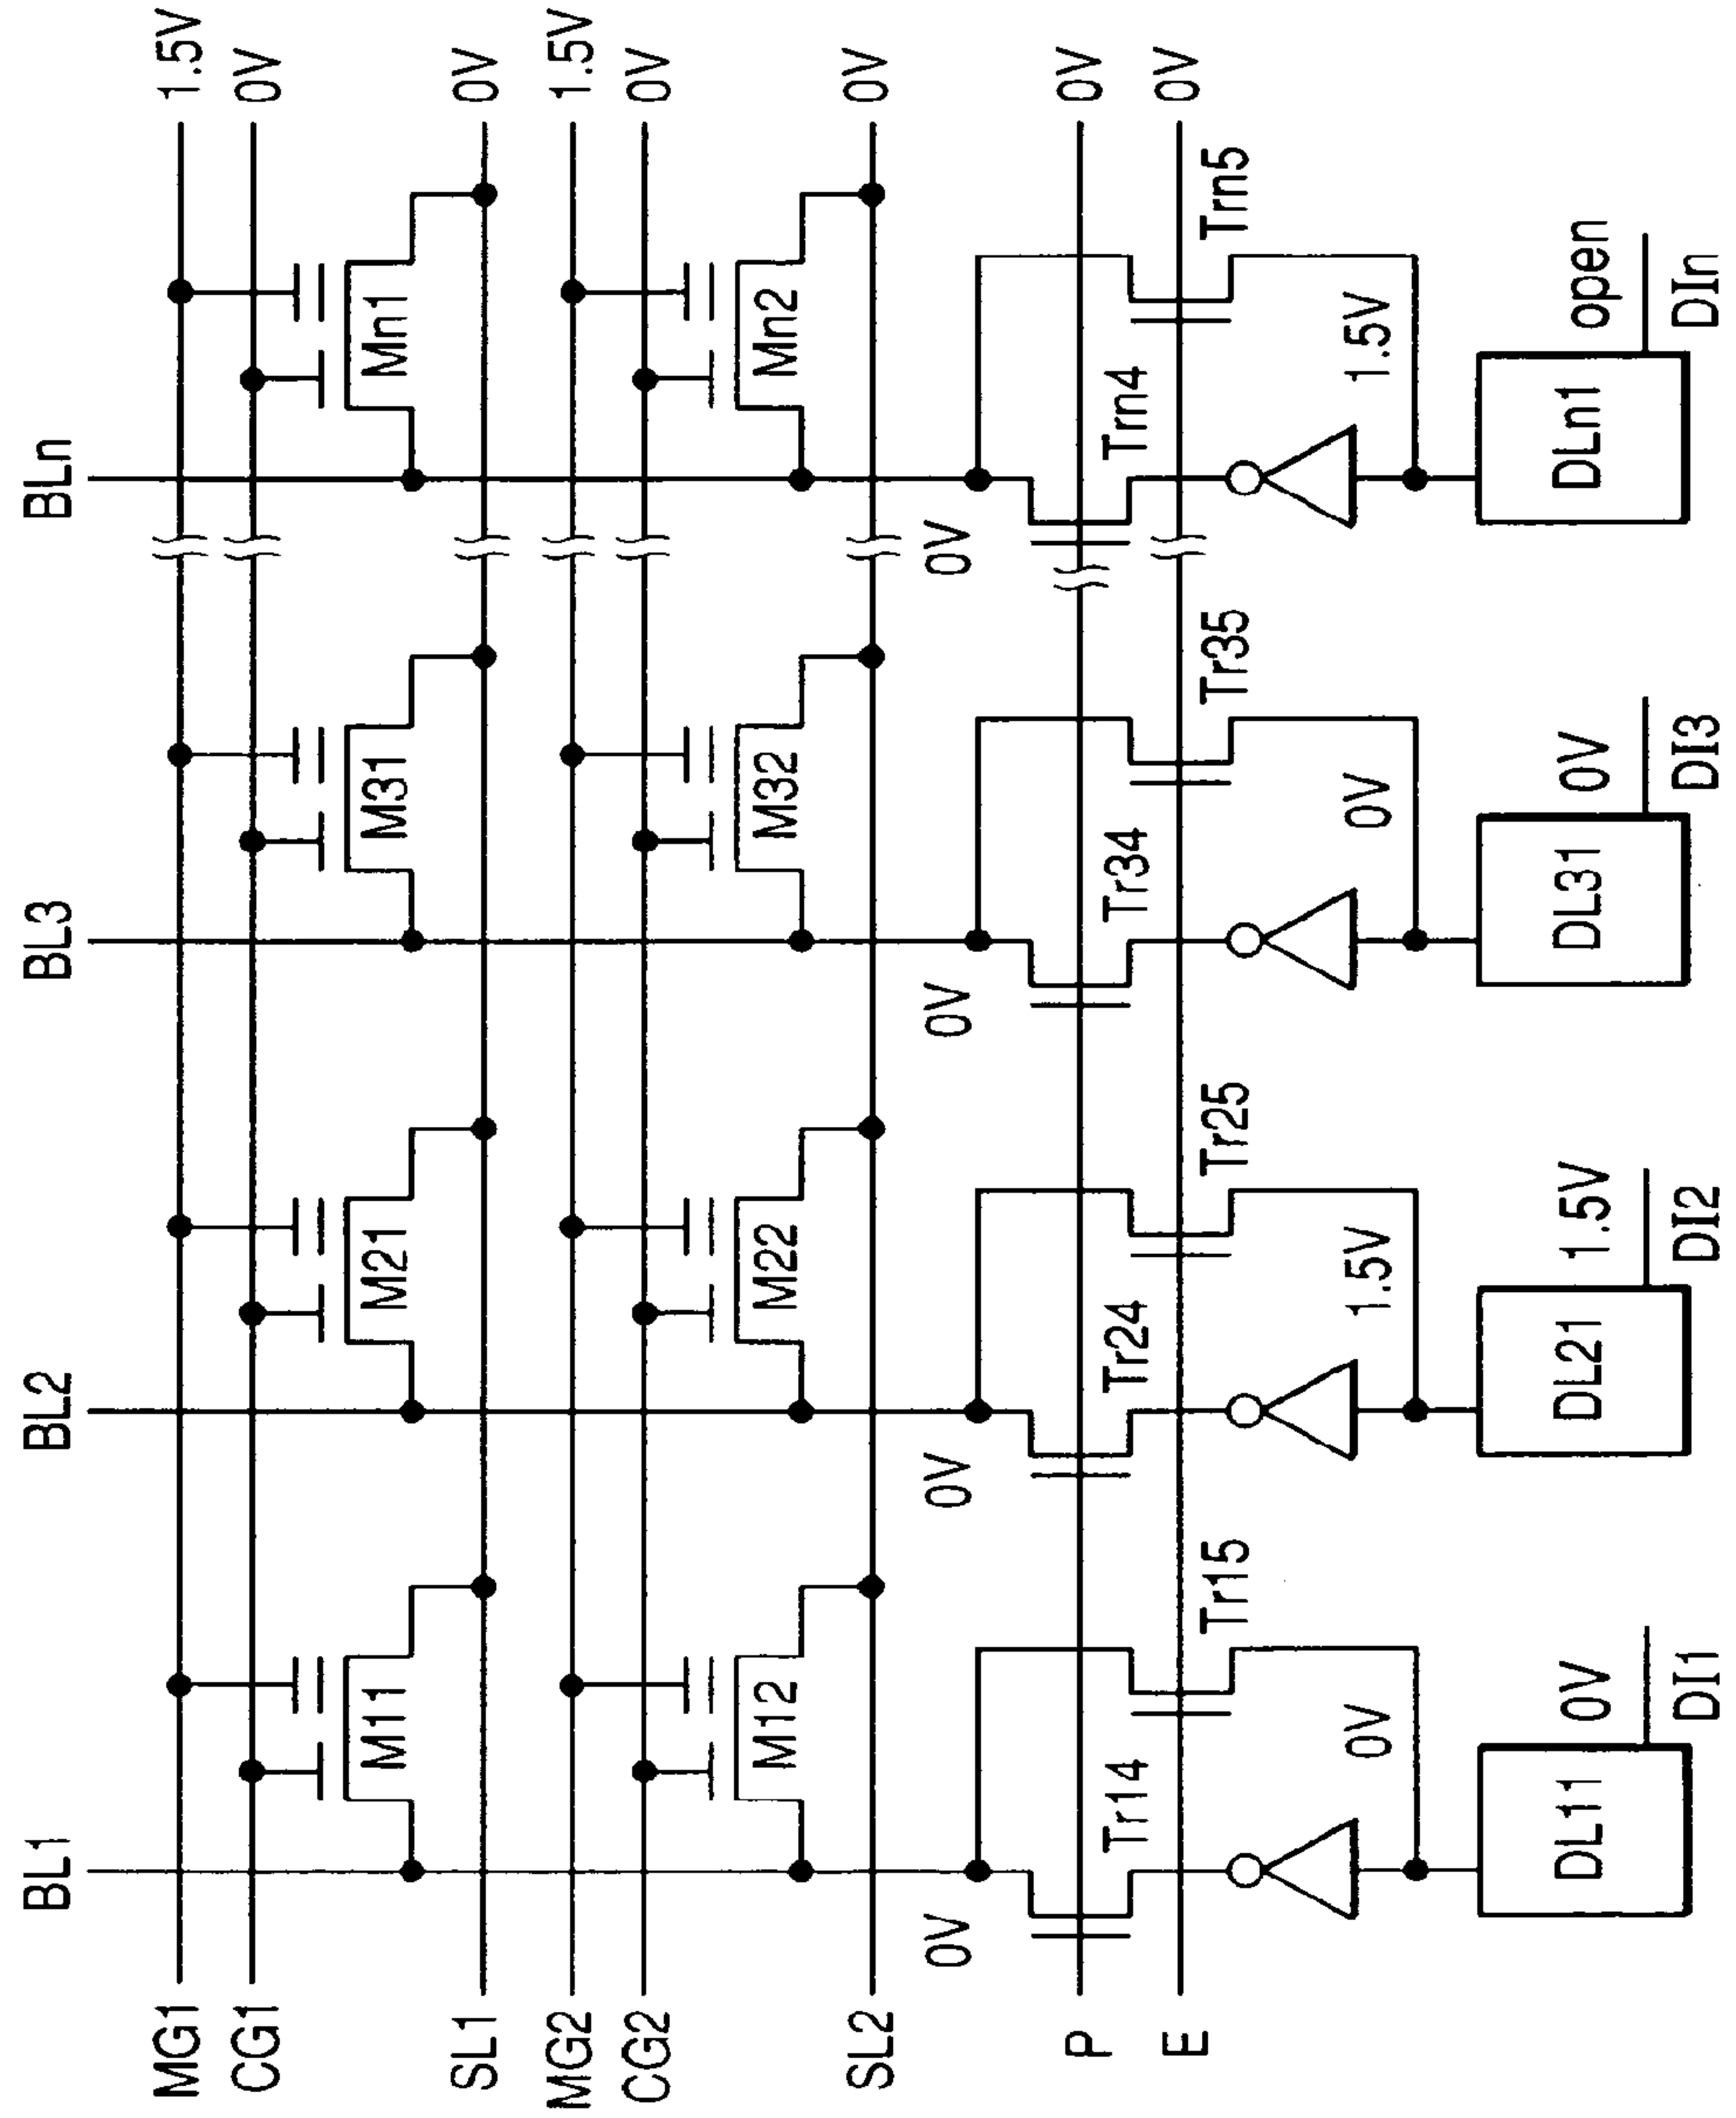 BL1 BL2 BL3 BLn
MG1 1.5V
CG1 0V
M11 M21 M31 Mn1
SL1 0V
MG2 1.5V
CG2 0V
M12 M22 M32 Mn2
SL2 0V
0V 0V 0V 0V
P 0V
Tr14 Tr24 Tr34 Trn4
E 0V
Tr15 Tr25 Tr35 Trn5
0V 1.5V 0V 1.5V
DL11 0V DL21 1.5V DL31 0V DLn1 open
DI1 DI2 DI3 DIn